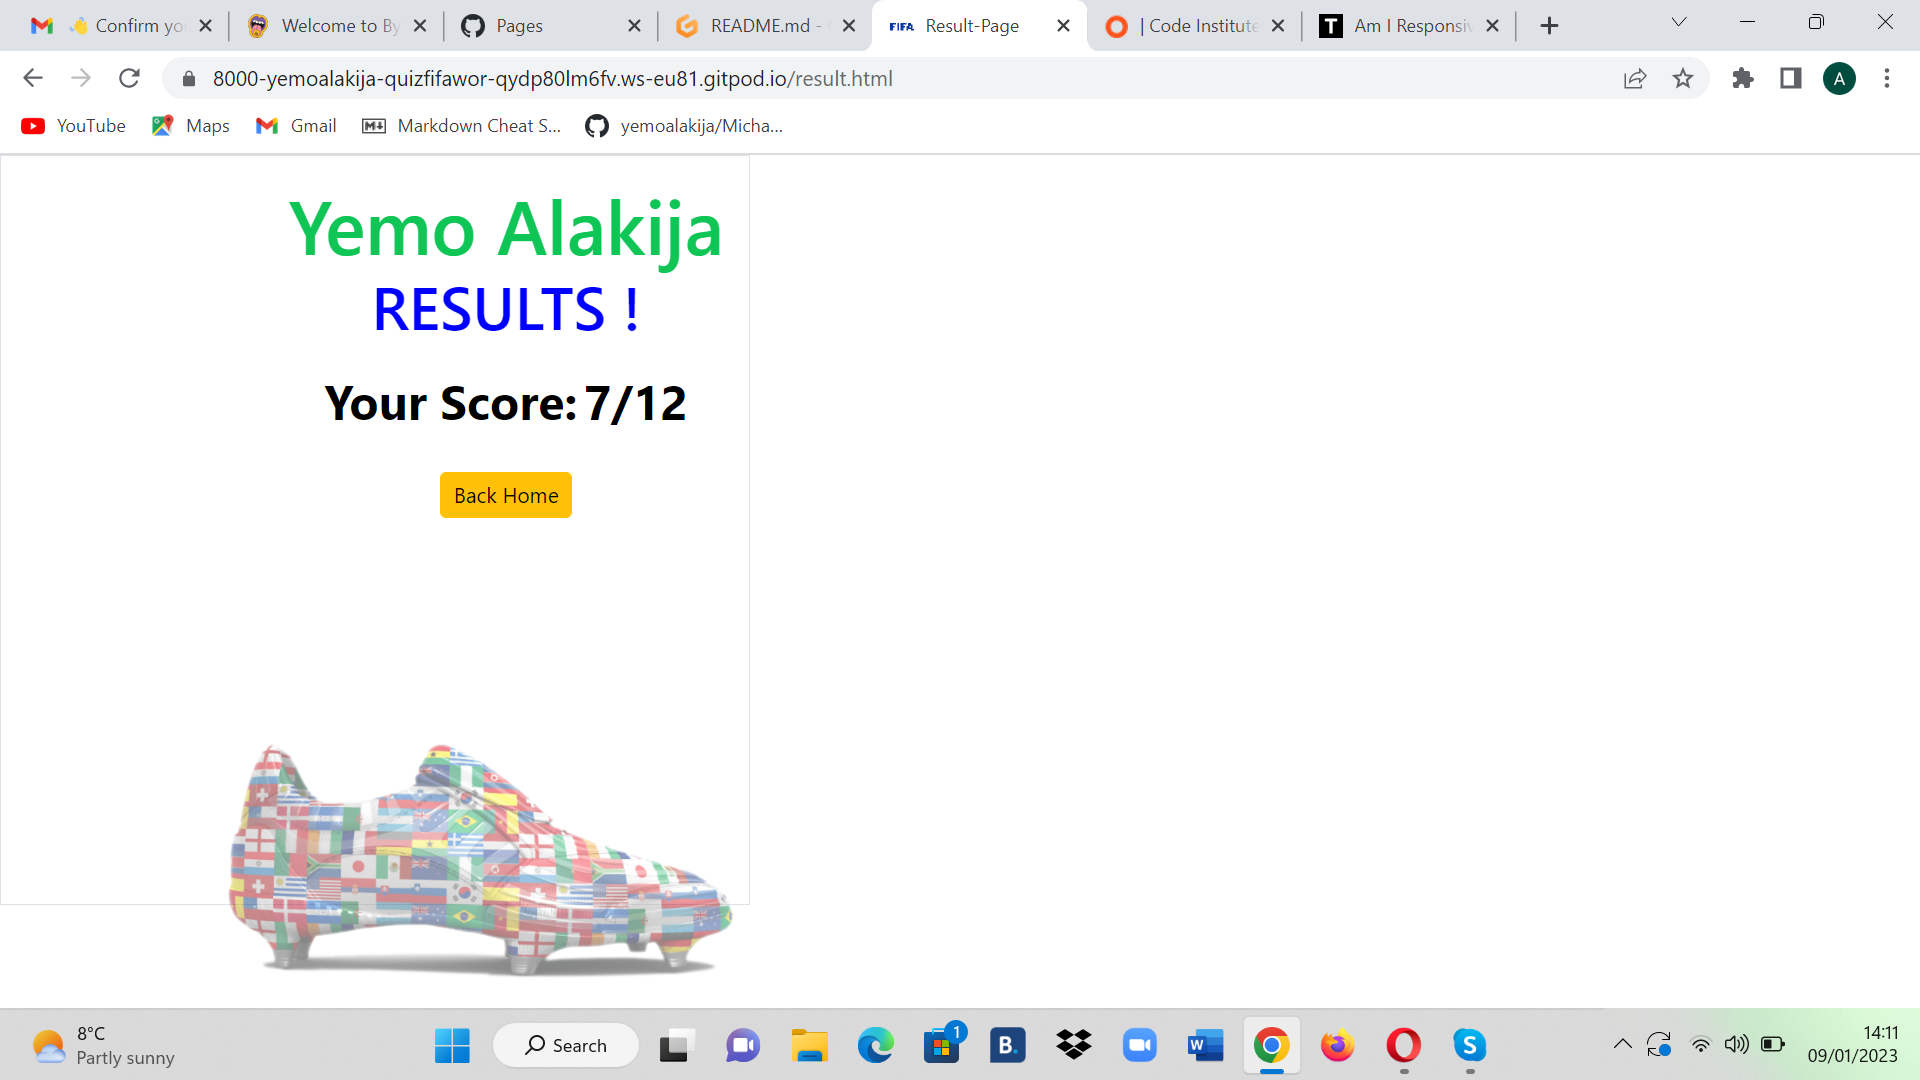 Confirm yo
Welcome to By
Pages
README.md -
FIFA
Result-Page
| Code Institute
T
Am I Responsiv
8000-yemoalakija-quizfifawor-qydp80lm6fv.ws-eu81.gitpod.io/result.html
A
YouTube
Maps
Gmail
Markdown Cheat S...
yemoalakija/Micha...
Yemo Alakija
RESULTS !
Your Score: 7/12
Back Home
8°C
Partly sunny
Search
1
B.
W
S
14:11
09/01/2023